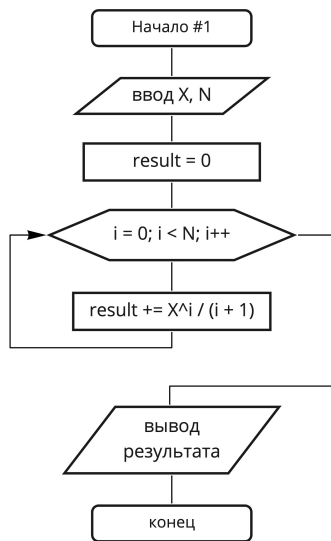 Начало #1
ввод X, N
result = 0
i = 0; i < N; i++
result += X^i / (i + 1)
вывод
результата
конец